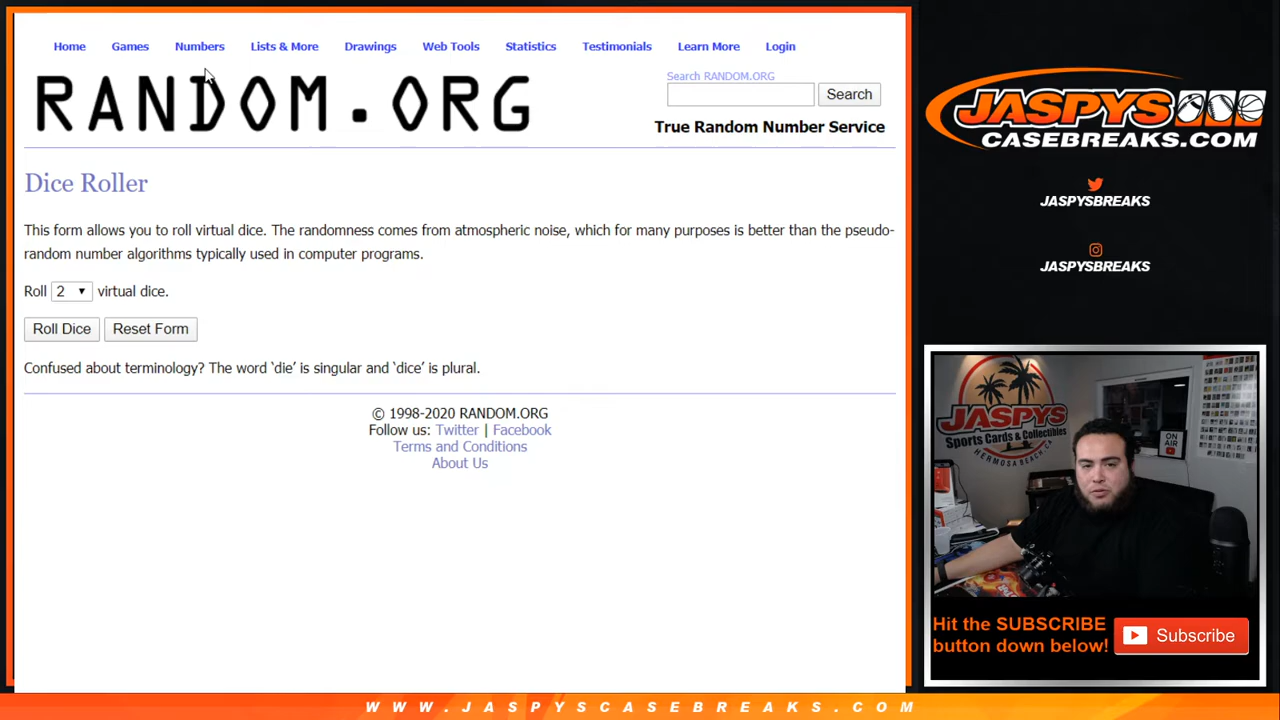 Home Games Numbers Lists & More Drawings Web Tools Statistics Testimonials Learn More Login
RANDOM.ORG
Search RANDOM.ORG
Search
True Random Number Service
Dice Roller
This form allows you to roll virtual dice. The randomness comes from atmospheric noise, which for many purposes is better than the pseudo-
random number algorithms typically used in computer programs.
Roll 2 virtual dice.
Roll Dice Reset Form
Confused about terminology? The word ‘die’ is singular and ‘dice’ is plural.
© 1998-2020 RANDOM.ORG
Follow us: Twitter | Facebook
Terms and Conditions
About Us
JASPYS
CASEBREAKS.COM
JASPYSBREAKS
JASPYSBREAKS
JASPYS
Sports Cards & Collectibles
HERMOSA BEACH, CA
ON
AIR
Hit the SUBSCRIBE
button down below!
Subscribe
WWW.JASPYSCASEBREAKS.COM